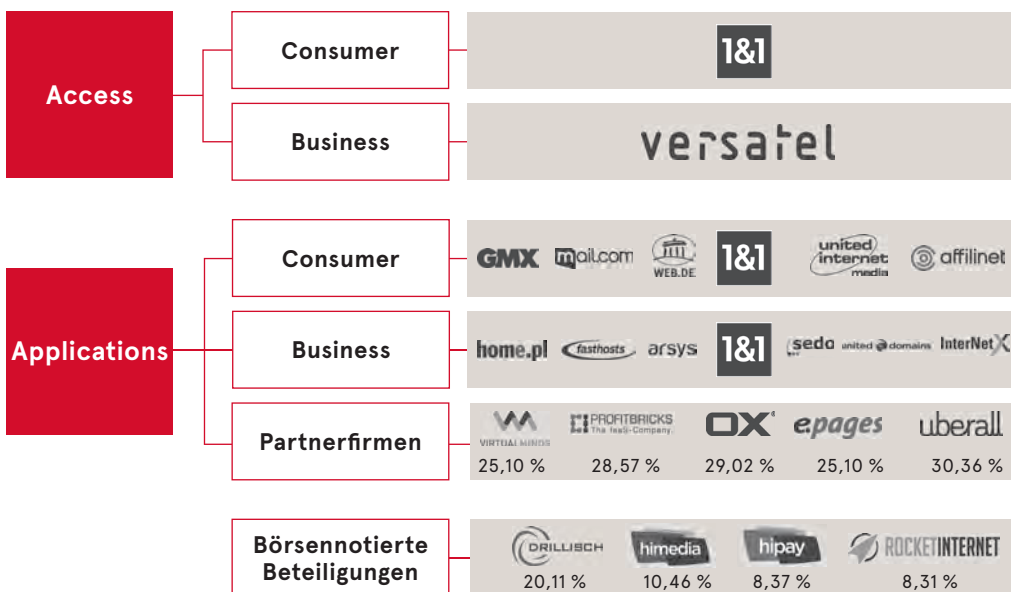 Access
Consumer
1&1
Business
versatel
Applications
Consumer
GMX mail.com WEB.DE 1&1 united internet media affilinet
Business
home.pl fasthosts arsys 1&1 sedo united domains InterNetX
Partnerfirmen
VIRTUAL MINDS PROFITBRICKS The IaaS-Company. OX epages uberall
25,10 % 28,57 % 29,02 % 25,10 % 30,36 %
Börsennotierte
Beteiligungen
DRILLISCH himedia hipay ROCKET INTERNET
20,11 % 10,46 % 8,37 % 8,31 %